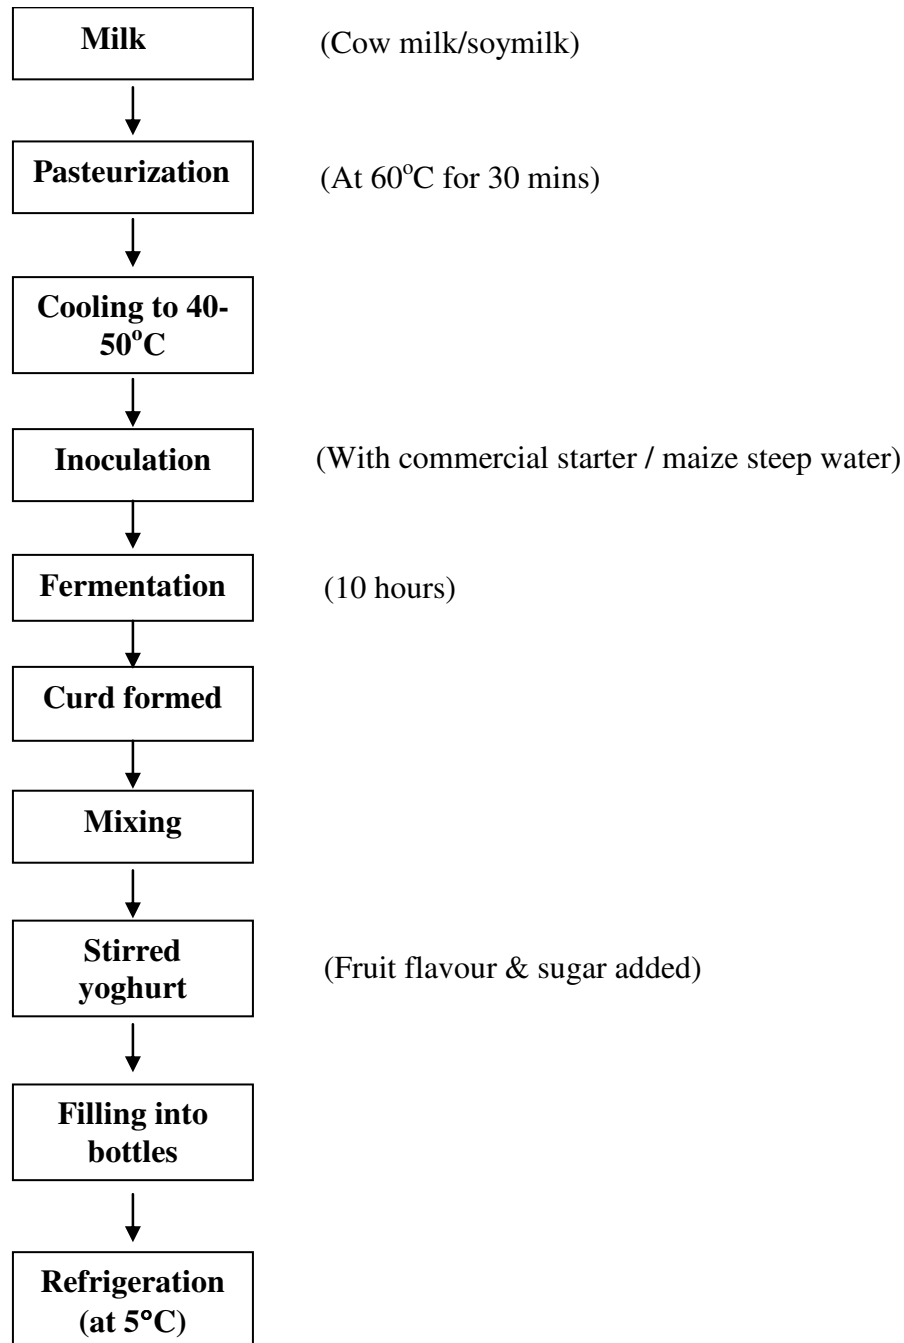 Milk (Cow milk/soymilk)
Pasteurization (At 60°C for 30 mins)
Cooling to 40-
50°C
Inoculation (With commercial starter / maize steep water)
Fermentation (10 hours)
Curd formed
Mixing
Stirred
yoghurt (Fruit flavour & sugar added)
Filling into
bottles
Refrigeration
(at 5°C)